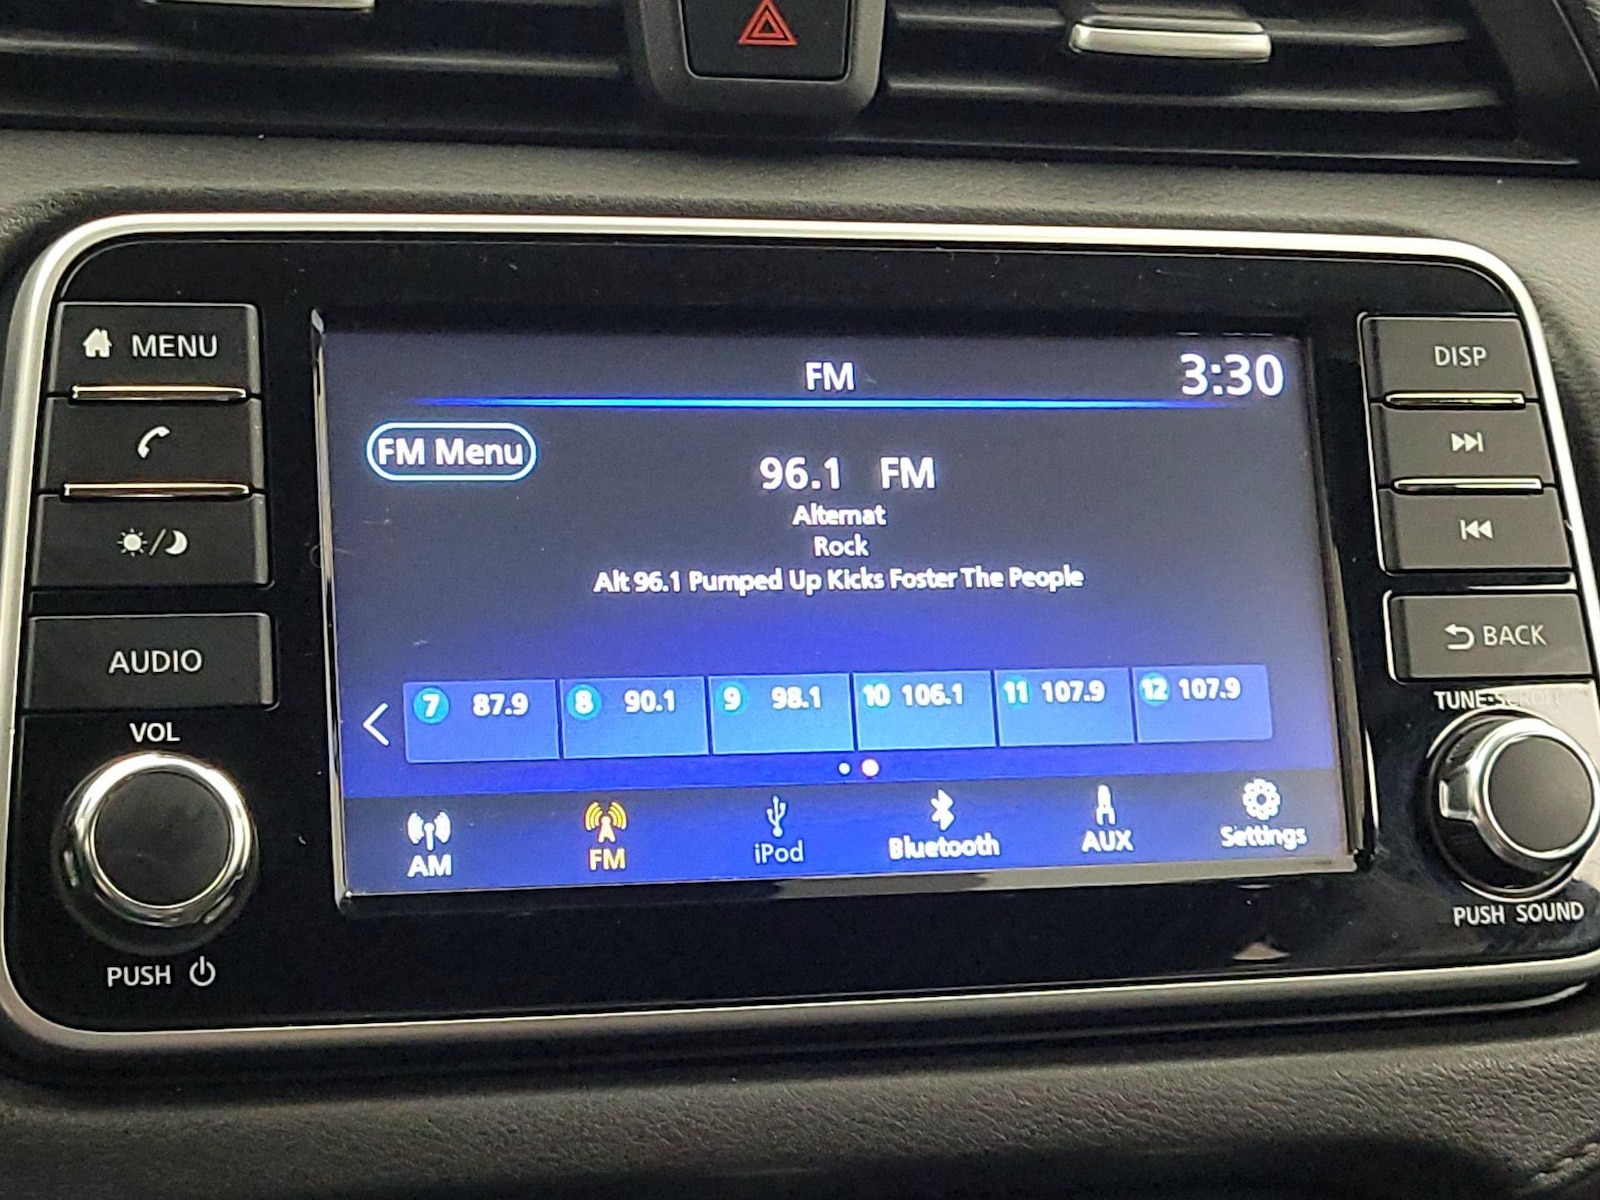 MENU
AUDIO
VOL
PUSH
FM
3:30
FM Menu
96.1 FM
Alternat
Rock
Alt 96.1 Pumped Up Kicks Foster The People
7 87.9
8 90.1
9 98.1
10 106.1
11 107.9
12 107.9
AM
FM
iPod
Bluetooth
AUX
Settings
DISP
BACK
TUNE·SCROLL
PUSH SOUND